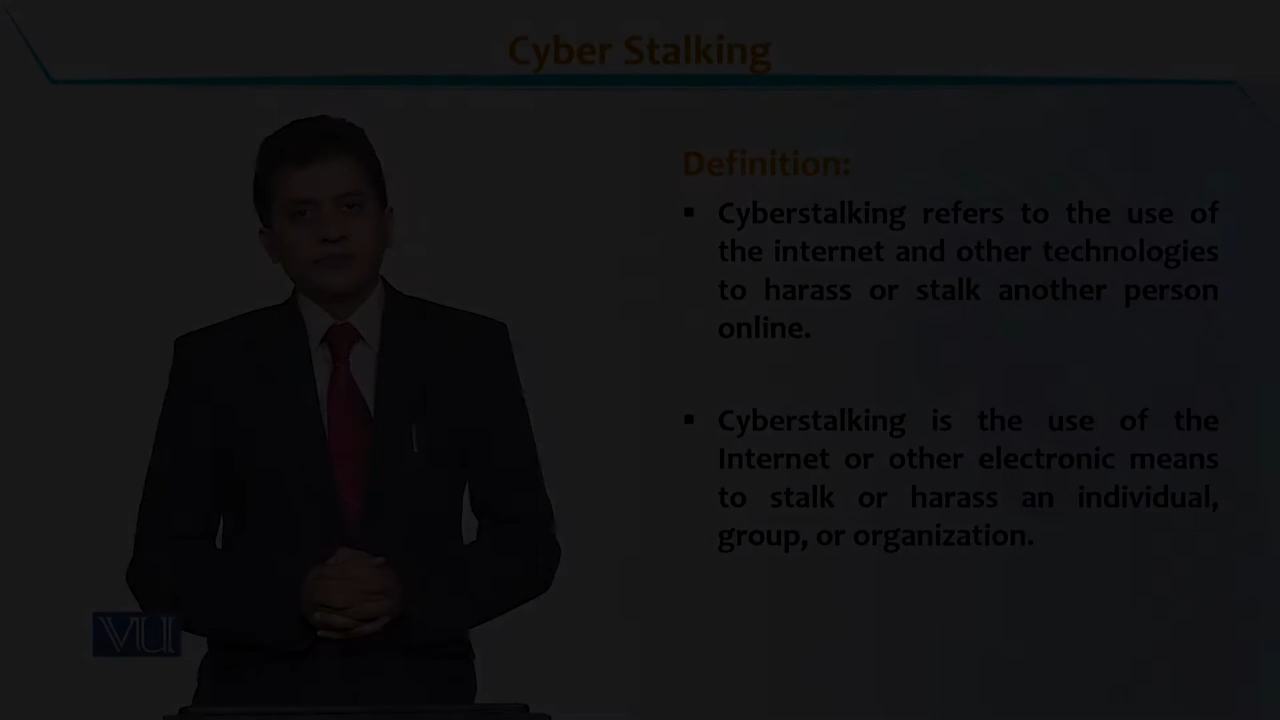 Cyber Stalking
Definition:
▪ Cyberstalking refers to the use of
the internet and other technologies
to harass or stalk another person
online.
▪ Cyberstalking is the use of the
Internet or other electronic means
to stalk or harass an individual,
group, or organization.
VU